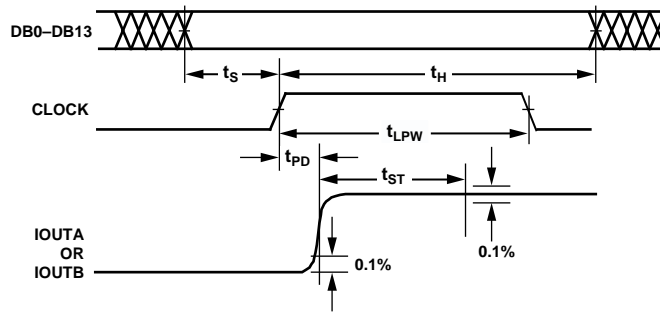 DB0–DB13
tS
tH
CLOCK
tLPW
tPD
tST
IOUTA
OR
IOUTB
0.1%
0.1%